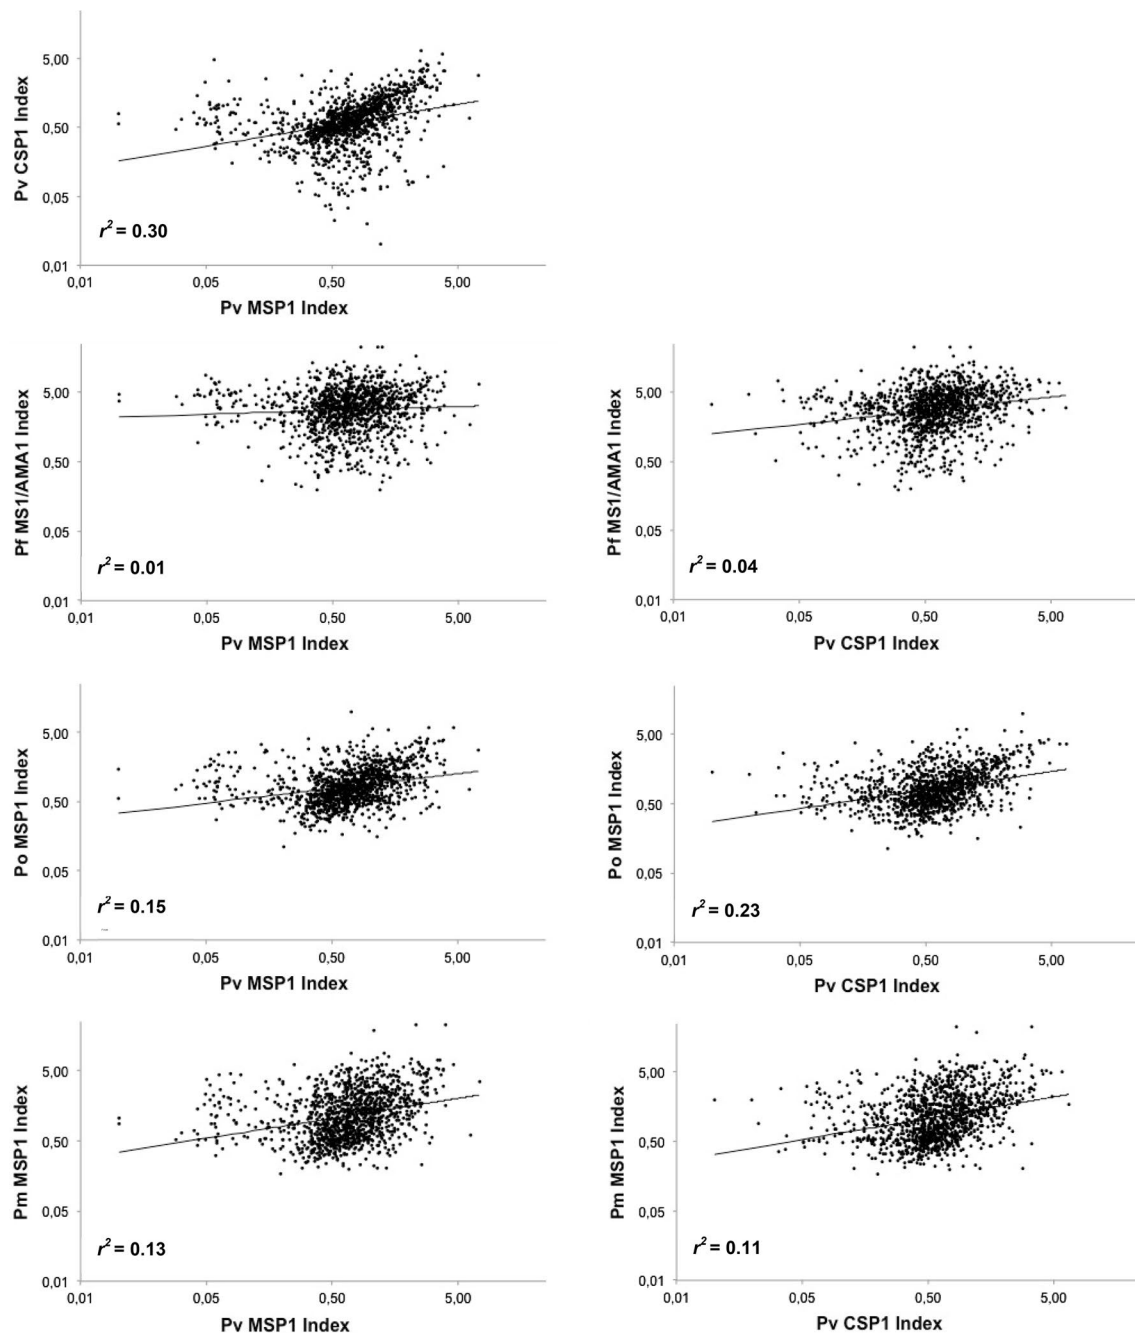 5,00
Pv CSP1 Index
0,50
0,05
r² = 0.30
0,01
0,01 0,05 0,50 5,00
Pv MSP1 Index
5,00
Pf MS1/AMA1 Index
0,50
0,05
r² = 0.01
0,01
0,01 0,05 0,50 5,00
Pv MSP1 Index
5,00
Pf MS1/AMA1 Index
0,50
0,05
r² = 0.04
0,01
0,01 0,05 0,50 5,00
Pv CSP1 Index
5,00
Po MSP1 Index
0,50
0,05
r² = 0.15
0,01
0,01 0,05 0,50 5,00
Pv MSP1 Index
5,00
Po MSP1 Index
0,50
0,05
r² = 0.23
0,01
0,01 0,05 0,50 5,00
Pv CSP1 Index
5,00
Pm MSP1 Index
0,50
0,05
r² = 0.13
0,01
0,01 0,05 0,50 5,00
Pv MSP1 Index
5,00
Pm MSP1 Index
0,50
0,05
r² = 0.11
0,01
0,01 0,05 0,50 5,00
Pv CSP1 Index